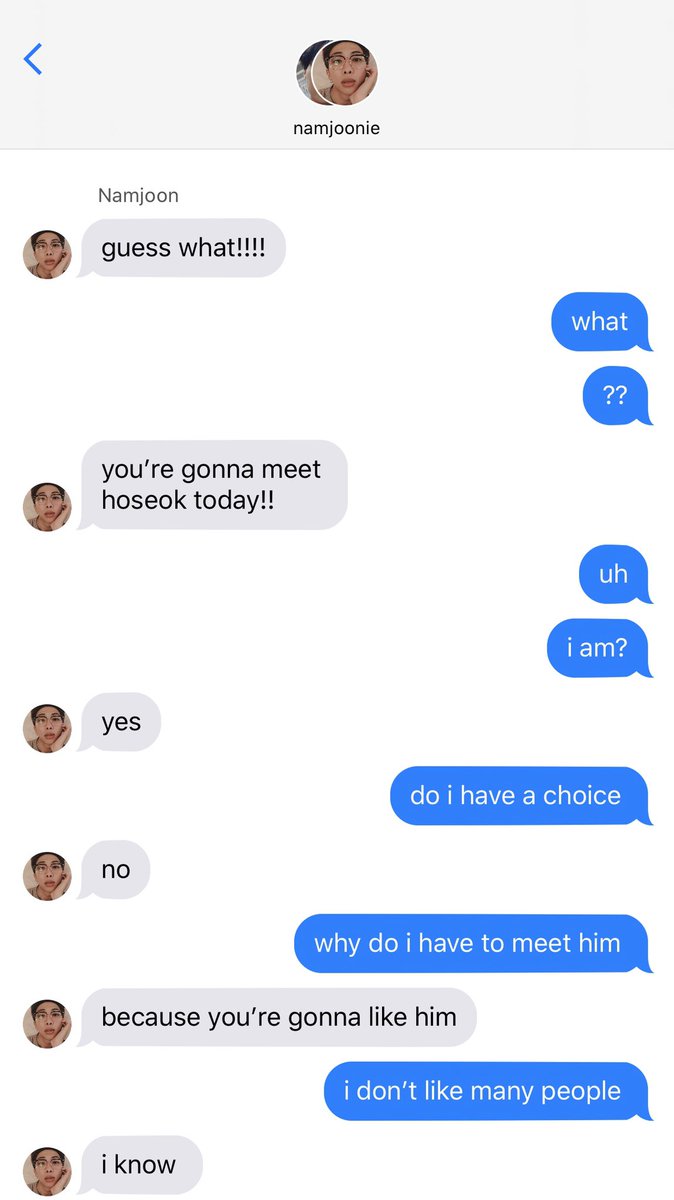 namjoonie
Namjoon
guess what!!!!
what
??
you’re gonna meet
hoseok today!!
uh
i am?
yes
do i have a choice
no
why do i have to meet him
because you’re gonna like him
i don’t like many people
i know